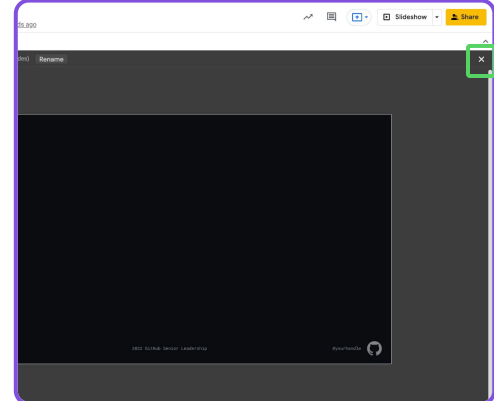 ds ago
Slideshow
Share
des) Rename
2022 GitHub Senior Leadership
@yourhandle